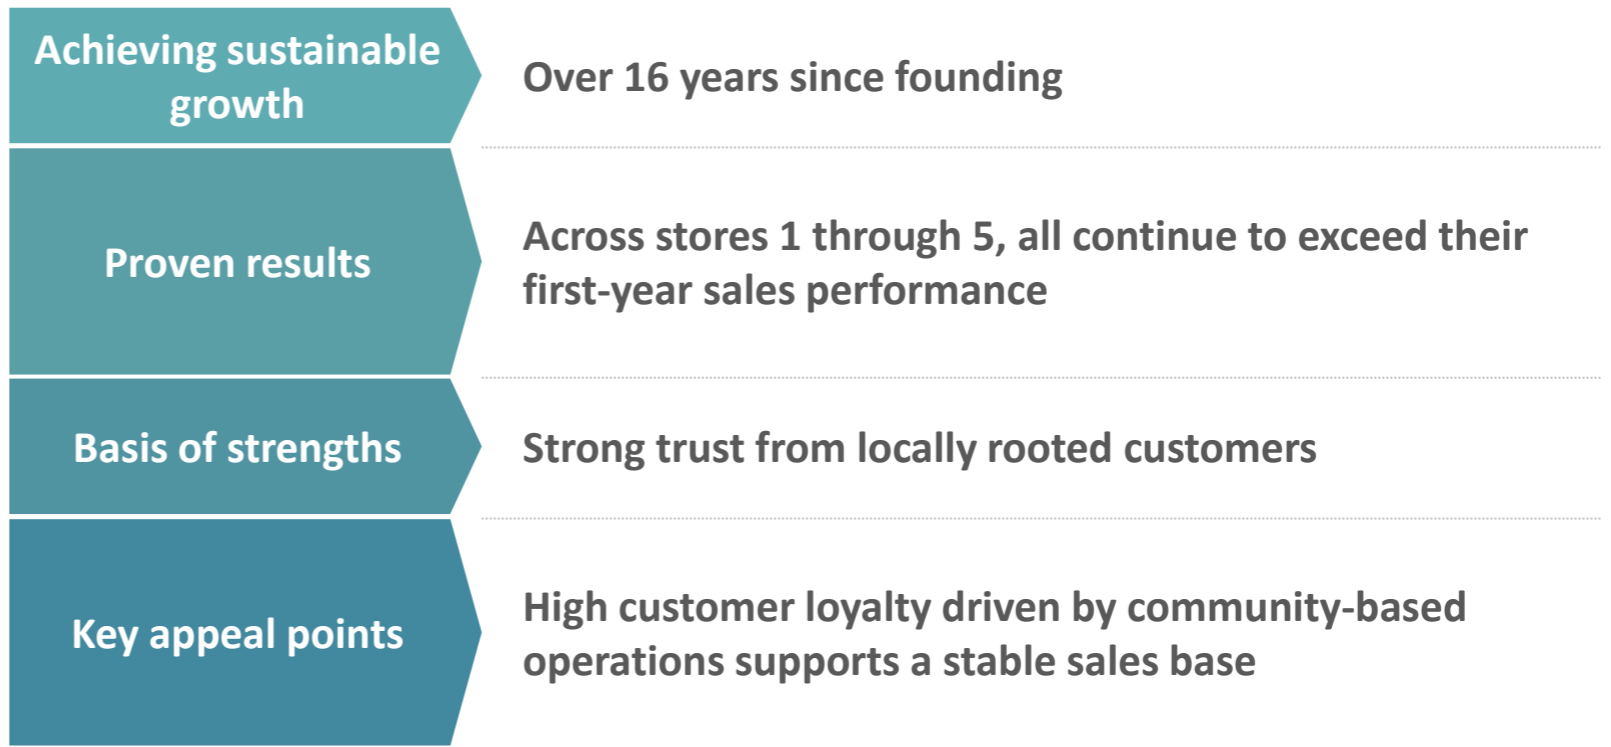 Achieving sustainable
growth
Over 16 years since founding
Proven results
Across stores 1 through 5, all continue to exceed their
first-year sales performance
Basis of strengths
Strong trust from locally rooted customers
Key appeal points
High customer loyalty driven by community-based
operations supports a stable sales base